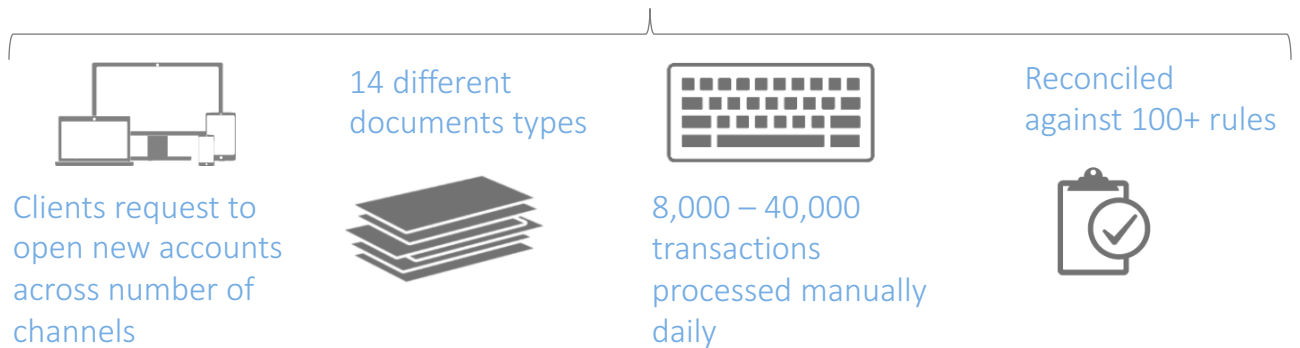 Clients request to
open new accounts
across number of
channels
14 different
documents types
8,000 – 40,000
transactions
processed manually
daily
Reconciled
against 100+ rules